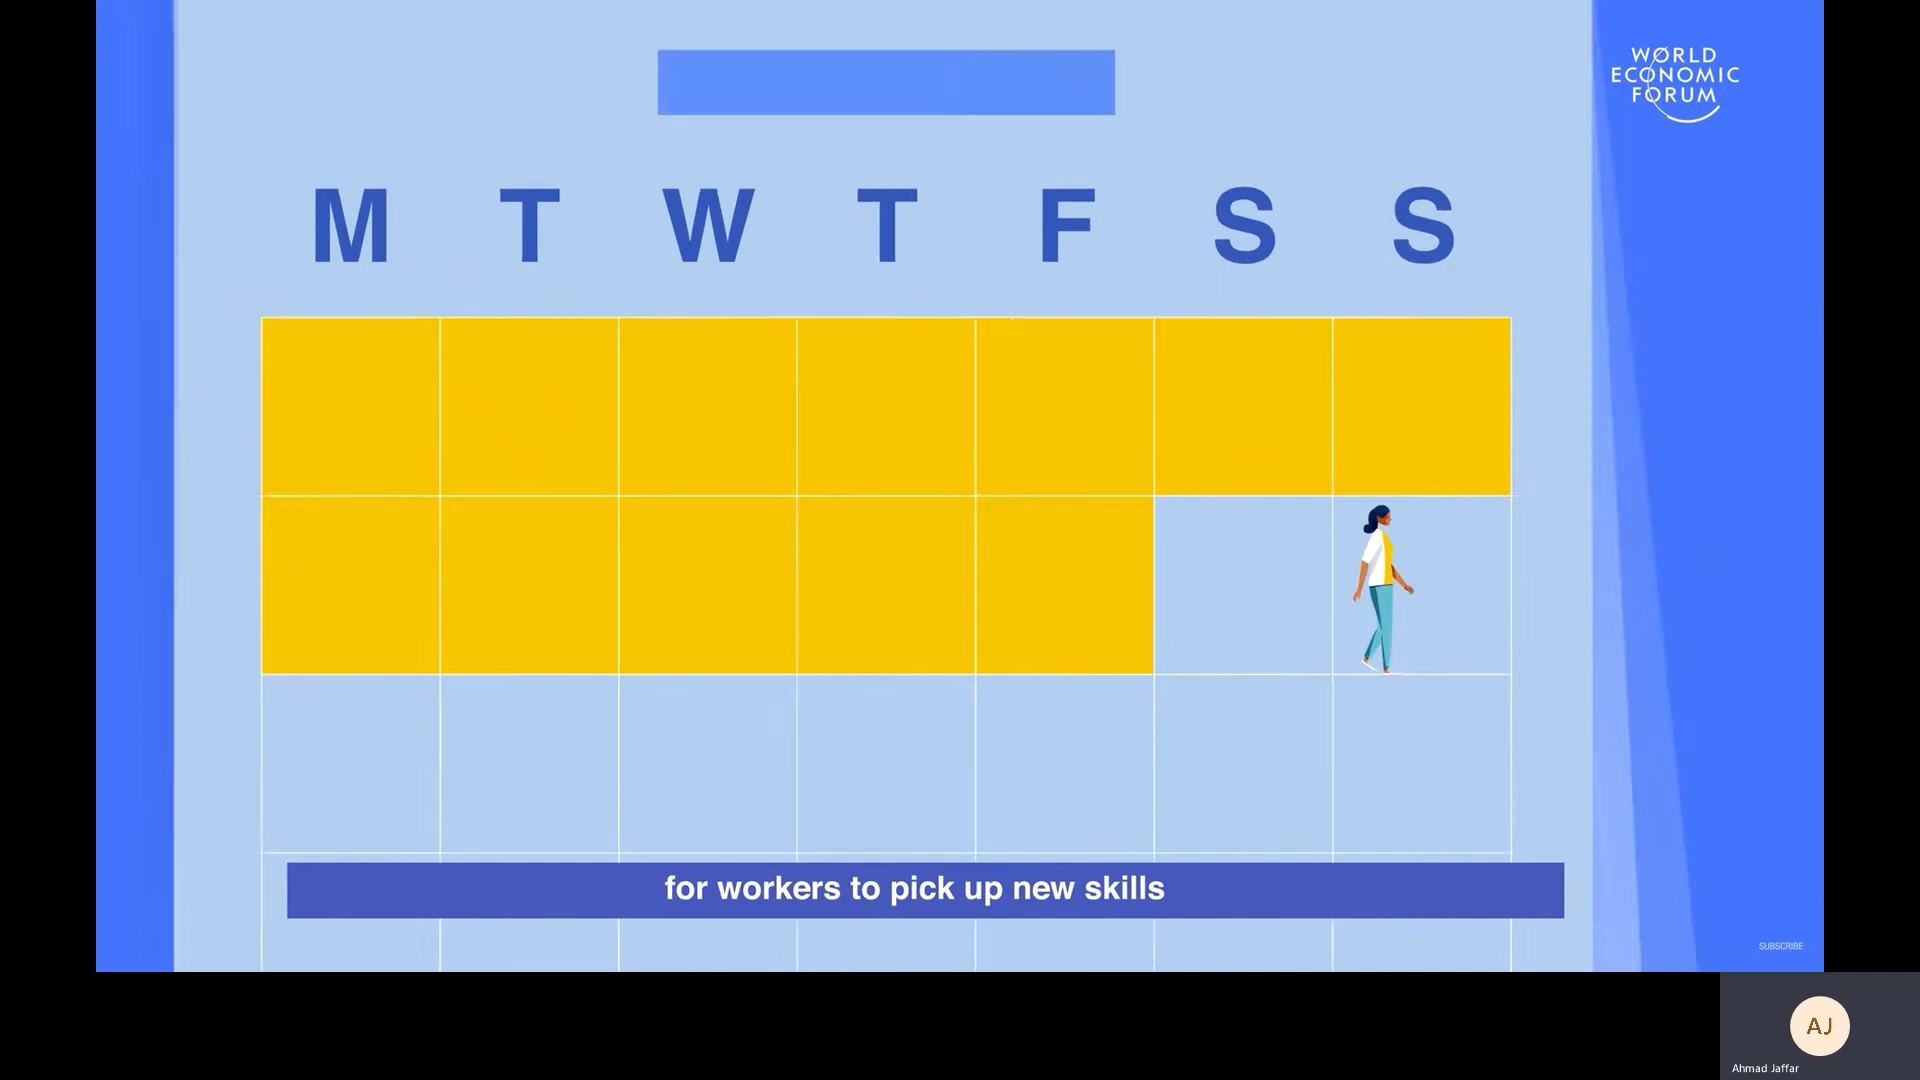 WORLD
ECONOMIC
FORUM
M T W T F S S
for workers to pick up new skills
SUBSCRIBE
AJ
Ahmad Jaffar